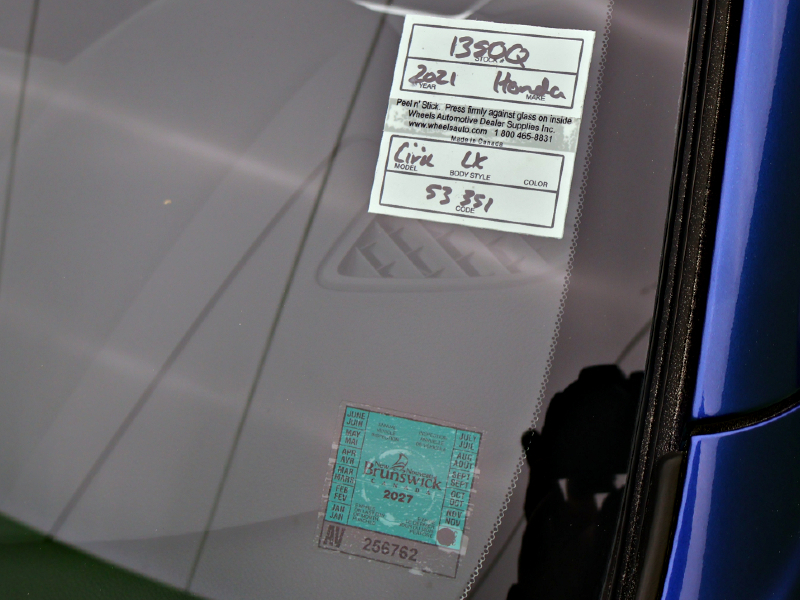 1350Q
STOCK
2021 Honda
YEAR MAKE
Peel n' Stick. Press firmly against glass on inside
Wheels Automotive Dealer Supplies Inc.
www.wheelsauto.com 1 800 465-8831
Made in Canada
Civic LX
MODEL BODY STYLE COLOR
53 351
CODE
JUNE JULY
JUIN JUIL
MAY AUG
MAI AOUT
APR SEPT
AVR SEPT
MAR OCT
MARS OCT
FEB NOV
FEV NOV
JAN
JAN
Brunswick
CANADA
2027
AU 256762